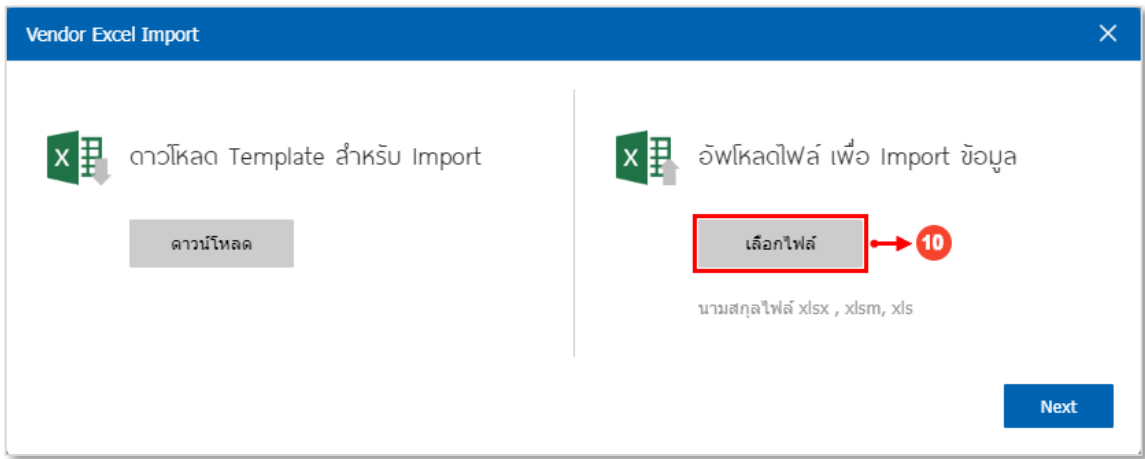 Vendor Excel Import
ดาวโหลด Template สำหรับ Import
ดาวน์โหลด
อัพโหลดไฟล์ เพื่อ Import ข้อมูล
เลือกไฟล์
10
นามสกุลไฟล์ xlsx , xlsm, xls
Next